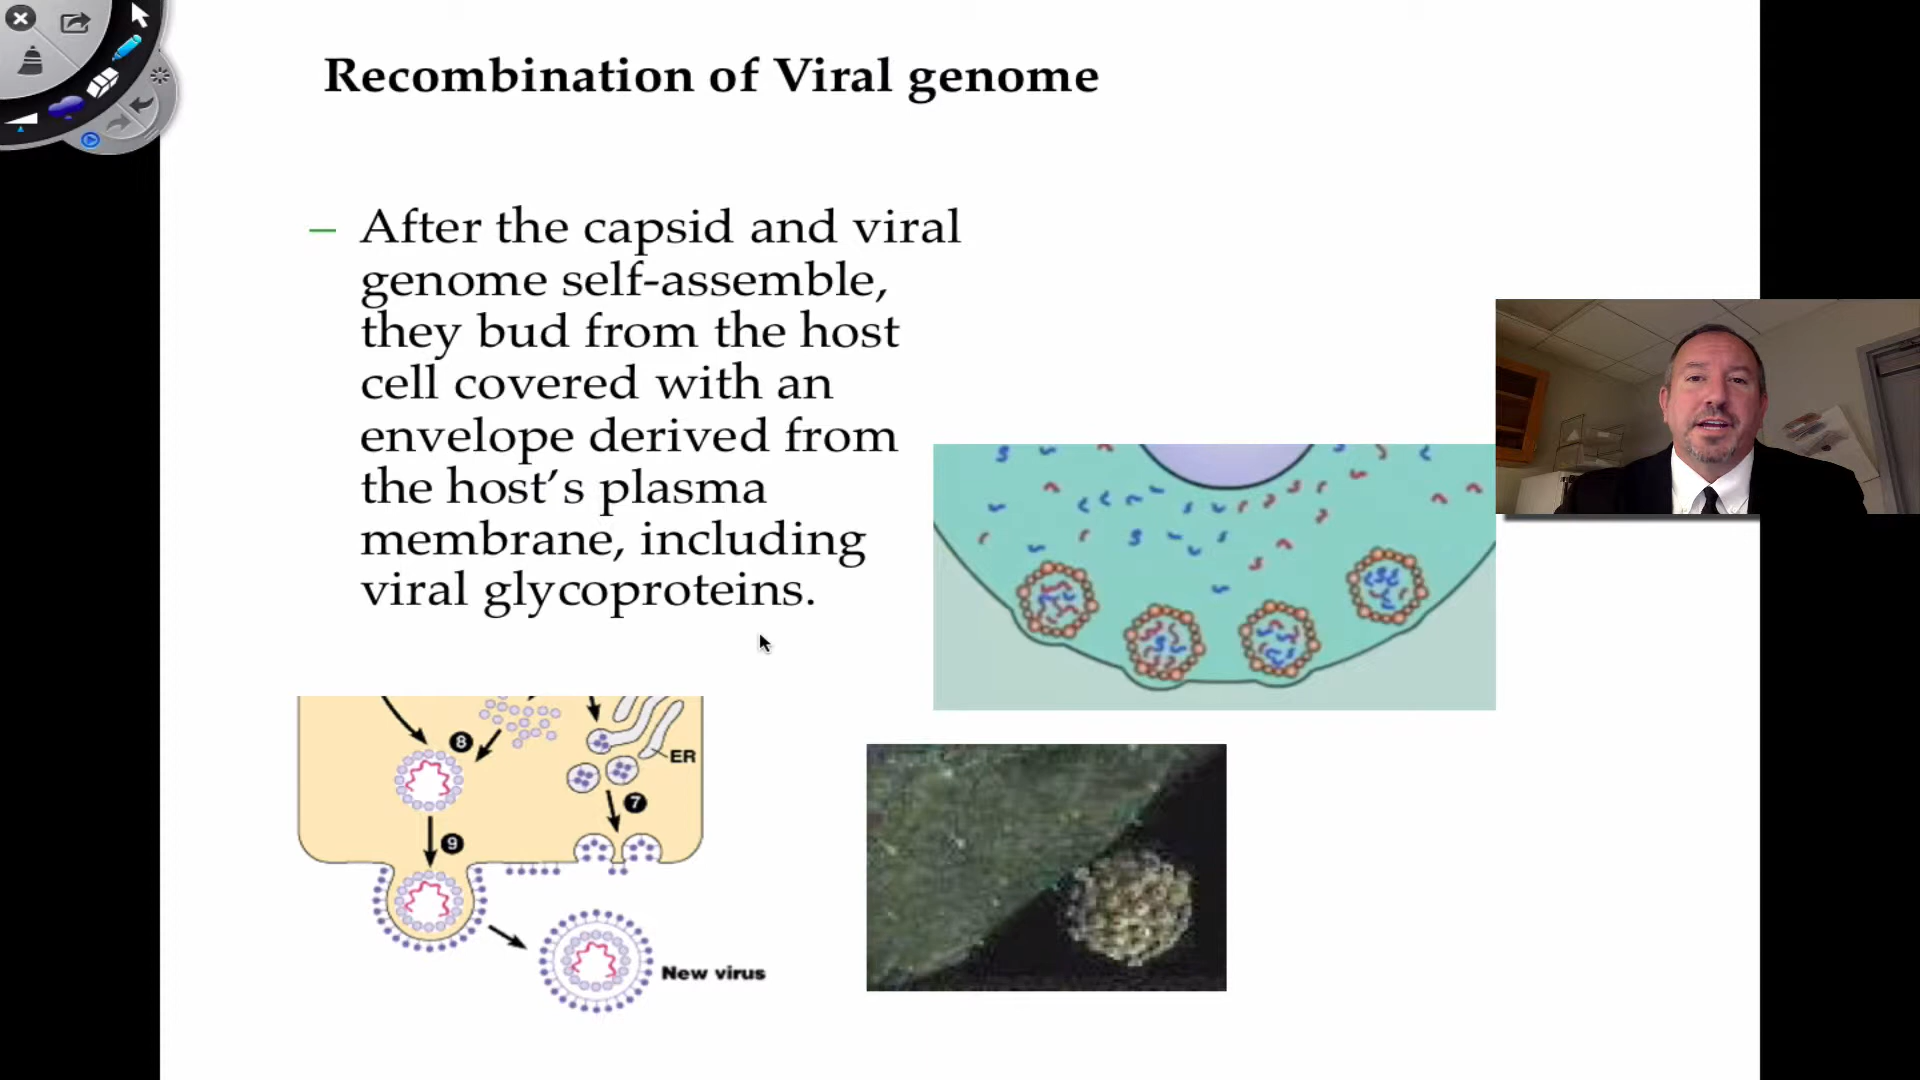 Recombination of Viral genome
– After the capsid and viral
genome self-assemble,
they bud from the host
cell covered with an
envelope derived from
the host’s plasma
membrane, including
viral glycoproteins.
8
ER
7
9
New virus